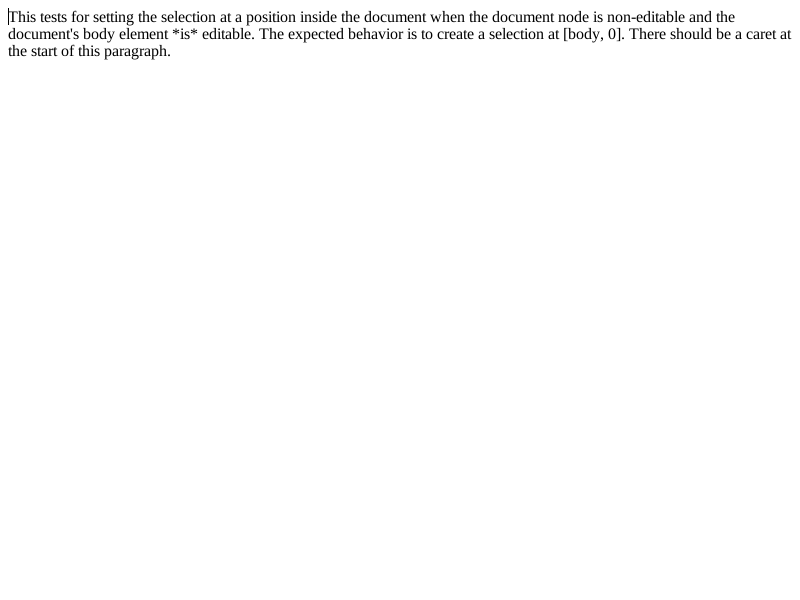 This tests for setting the selection at a position inside the document when the document node is non-editable and the
document's body element *is* editable. The expected behavior is to create a selection at [body, 0]. There should be a caret at
the start of this paragraph.